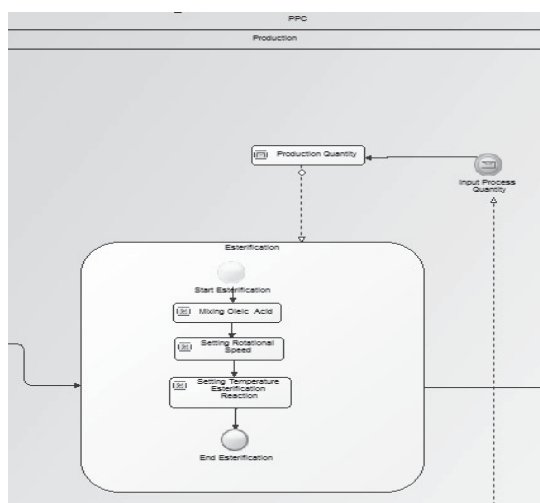 PPC
Production
Production Quantity
Input Process
Quantity
Esterification
Start Esterification
Mixing Oleic Acid
Setting Rotational
Speed
Setting Temperature
Esterification
Reaction
End Esterification